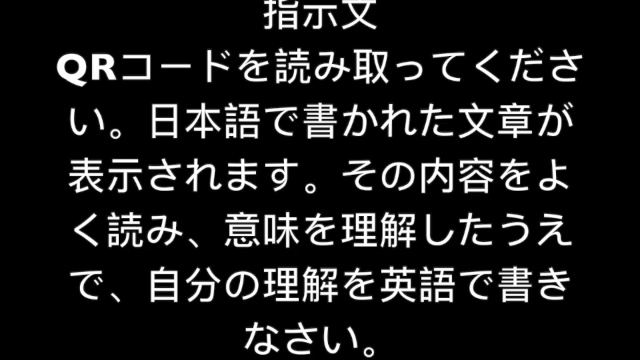 指示文
QRコードを読み取ってくださ
い。日本語で書かれた文章が
表示されます。その内容をよ
く読み、意味を理解したうえ
で、自分の理解を英語で書き
なさい。